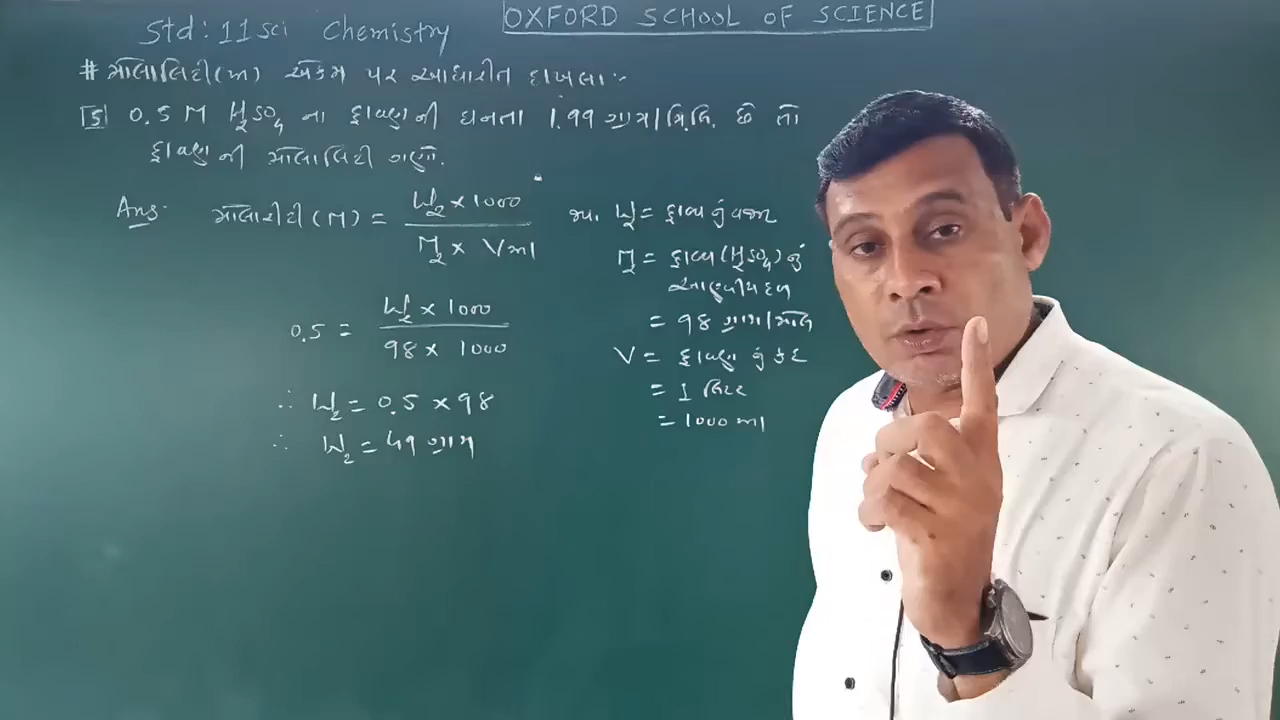 OXFORD SCHOOL OF SCIENCE
Std: 11 sci Chemistry
# મોલાલિટી(m) એકમ પર આધારીત દાખલા:-
[5] 0.5 M H₂SO₄ ના દ્રાવણની ઘનતા 1.99 ગ્રામ/મિ.લિ. છે તો
દ્રાવણની મોલાલિટી ગણો.
Ans. મોલારીટી (M) = W₂ × 1000 / M₂ × Vml
0.5 = W₂ × 1000 / 98 × 1000
∴ W₂ = 0.5 × 98
∴ W₂ = 49 ગ્રામ
W₂ = દ્રાવ્યનું વજન
M₂ = દ્રાવ્ય (H₂SO₄) નું
આણ્વીય દળ
= 98 ગ્રામ/મોલ
V = દ્રાવણનું કદ
= 1 લિટર
= 1000 ml